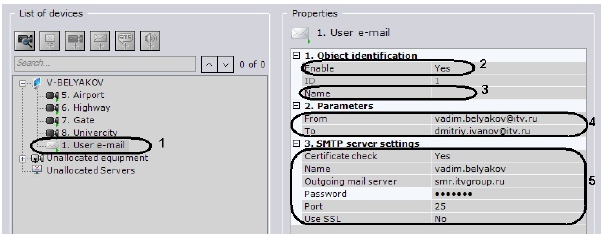 List of devices
Search...
0 of 0
V-BELYAKOV
5. Airport
6. Highway
7. Gate
8. Univercity
1. User e-mail
1
Unallocated equipment
Unallocated Servers
Properties
1. User e-mail
1. Object identification
Enable Yes
2
ID 1
Name
3
2. Parameters
From vadim.belyakov@itv.ru
To dmitriy.ivanov@itv.ru
4
3. SMTP server settings
Certificate check Yes
Name vadim.belyakov
Outgoing mail server smr.itvgroup.ru
Password •••••••
5
Port 25
Use SSL No